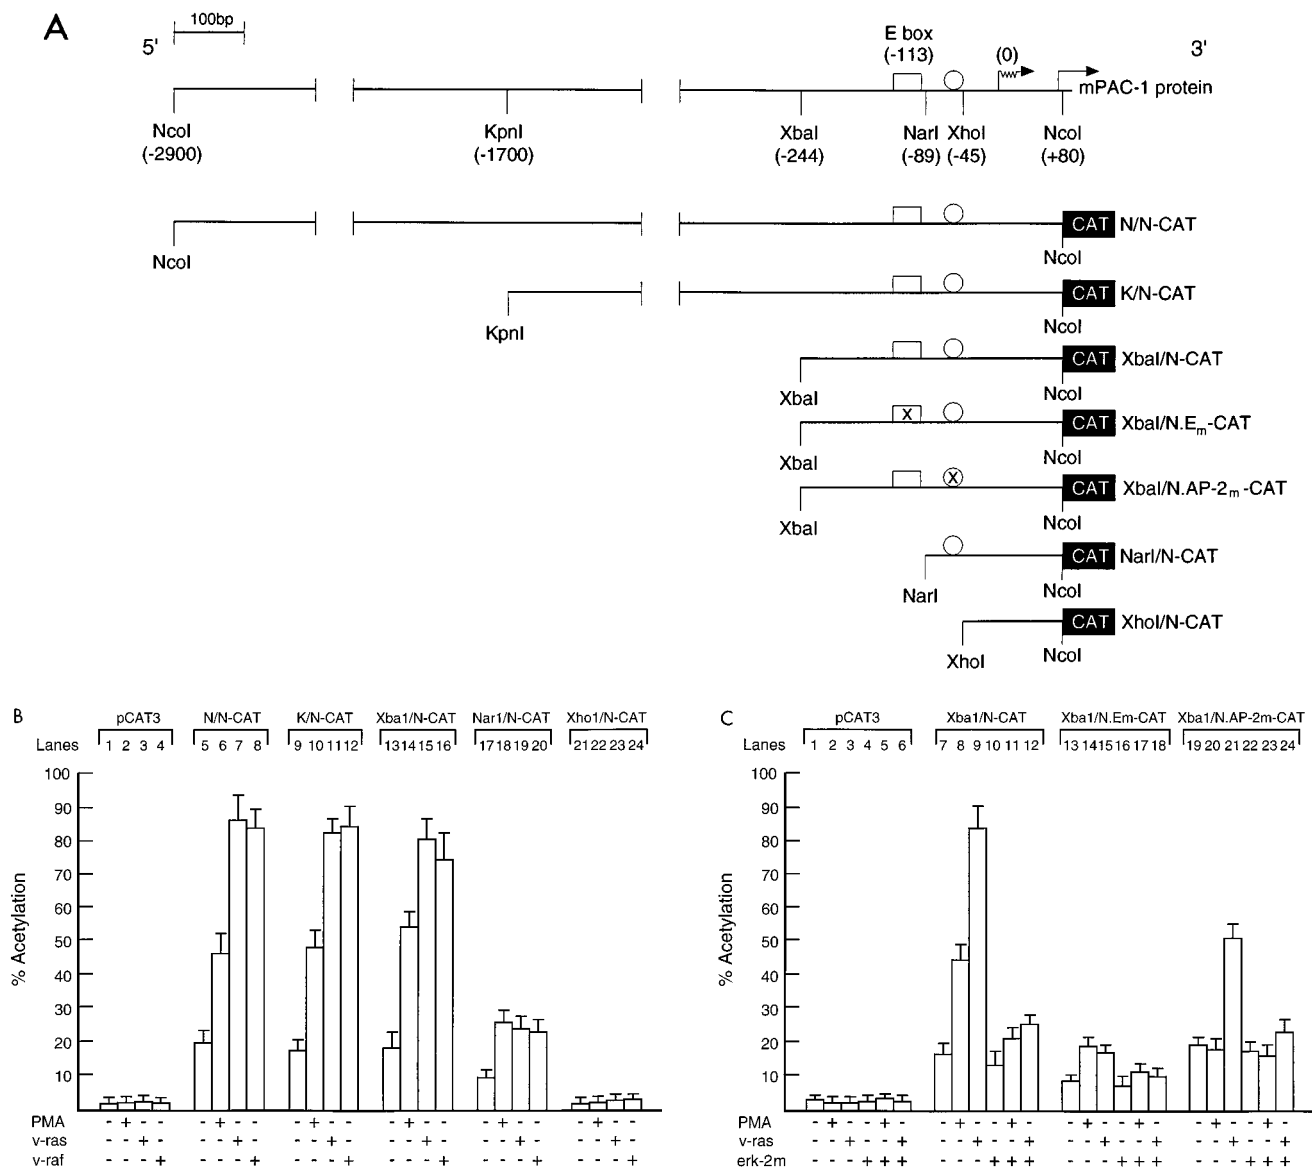 A
100bp
5'
3'
E box
(-113)
(0)
mPAC-1 protein
NcoI
(-2900)
KpnI
(-1700)
XbaI
(-244)
NarI
(-89)
XhoI
(-45)
NcoI
(+80)
CAT N/N-CAT
NcoI
NcoI
CAT K/N-CAT
KpnI
NcoI
CAT XbaI/N-CAT
XbaI
NcoI
X
CAT XbaI/N.Em-CAT
XbaI
NcoI
X
CAT XbaI/N.AP-2m-CAT
XbaI
NcoI
CAT NarI/N-CAT
NarI
NcoI
CAT XhoI/N-CAT
XhoI
NcoI
B
pCAT3 N/N-CAT K/N-CAT Xba1/N-CAT Nar1/N-CAT Xho1/N-CAT
Lanes 1 2 3 4 5 6 7 8 9 10 11 12 13 14 15 16 17 18 19 20 21 22 23 24
% Acetylation
100
90
80
70
60
50
40
30
20
10
PMA - + - - - + - - - + - - - + - - - + - - - + - -
v-ras - - + - - - + - - - + - - - + - - - + - - - + -
v-raf - - - + - - - + - - - + - - - + - - - + - - - +
C
pCAT3 Xba1/N-CAT Xba1/N.Em-CAT Xba1/N.AP-2m-CAT
Lanes 1 2 3 4 5 6 7 8 9 10 11 12 13 14 15 16 17 18 19 20 21 22 23 24
% Acetylation
100
90
80
70
60
50
40
30
20
10
PMA - + - - + - - + - - + - - + - - + - - + - - + -
v-ras - - + - - + - - + - - + - - + - - + - - + - - +
erk-2m - - - + + + - - - + + + - - - + + + - - - + + +